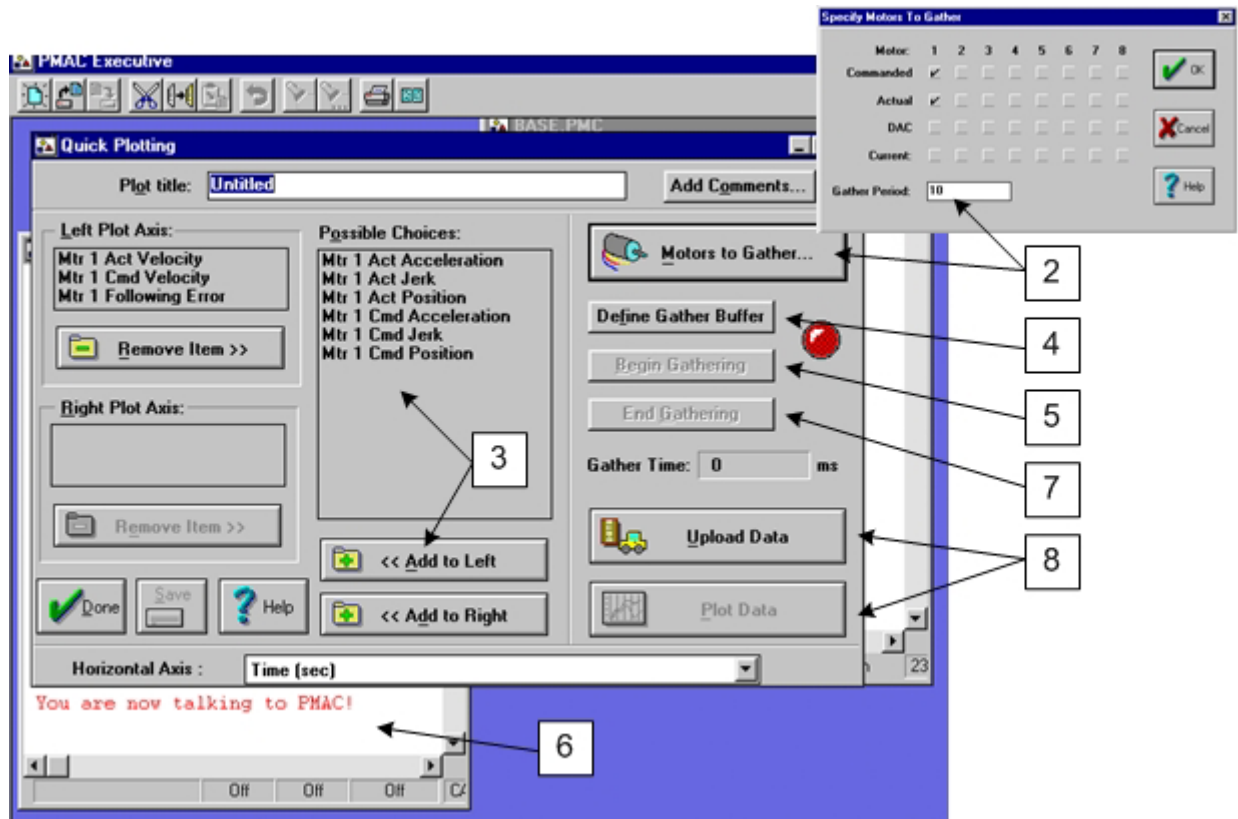 Specify Motors To Gather
Motor: 1 2 3 4 5 6 7 8
Commanded
Actual
DAC
Current:
Gather Period: 10
OK
Cancel
? Help
2
PMAC Executive
BASE.PMC
Quick Plotting
Plot title: Untitled
Add Comments...
Left Plot Axis:
Mtr 1 Act Velocity
Mtr 1 Cmd Velocity
Mtr 1 Following Error
Remove Item >>
Right Plot Axis:
Remove Item >>
Done
Save
? Help
Possible Choices:
Mtr 1 Act Acceleration
Mtr 1 Act Jerk
Mtr 1 Act Position
Mtr 1 Cmd Acceleration
Mtr 1 Cmd Jerk
Mtr 1 Cmd Position
3
<< Add to Left
<< Add to Right
Motors to Gather...
Define Gather Buffer
4
Begin Gathering
5
End Gathering
7
Gather Time: 0 ms
Upload Data
8
Plot Data
Horizontal Axis : Time (sec)
23
You are now talking to PMAC!
6
Off Off Off